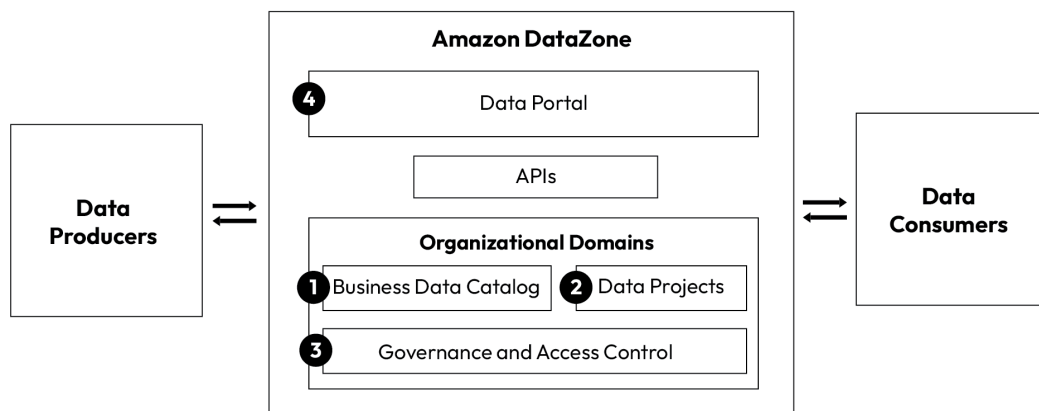 Amazon DataZone
4
Data Portal
APIs
Data
Producers
Data
Consumers
Organizational Domains
1 Business Data Catalog
2 Data Projects
3 Governance and Access Control